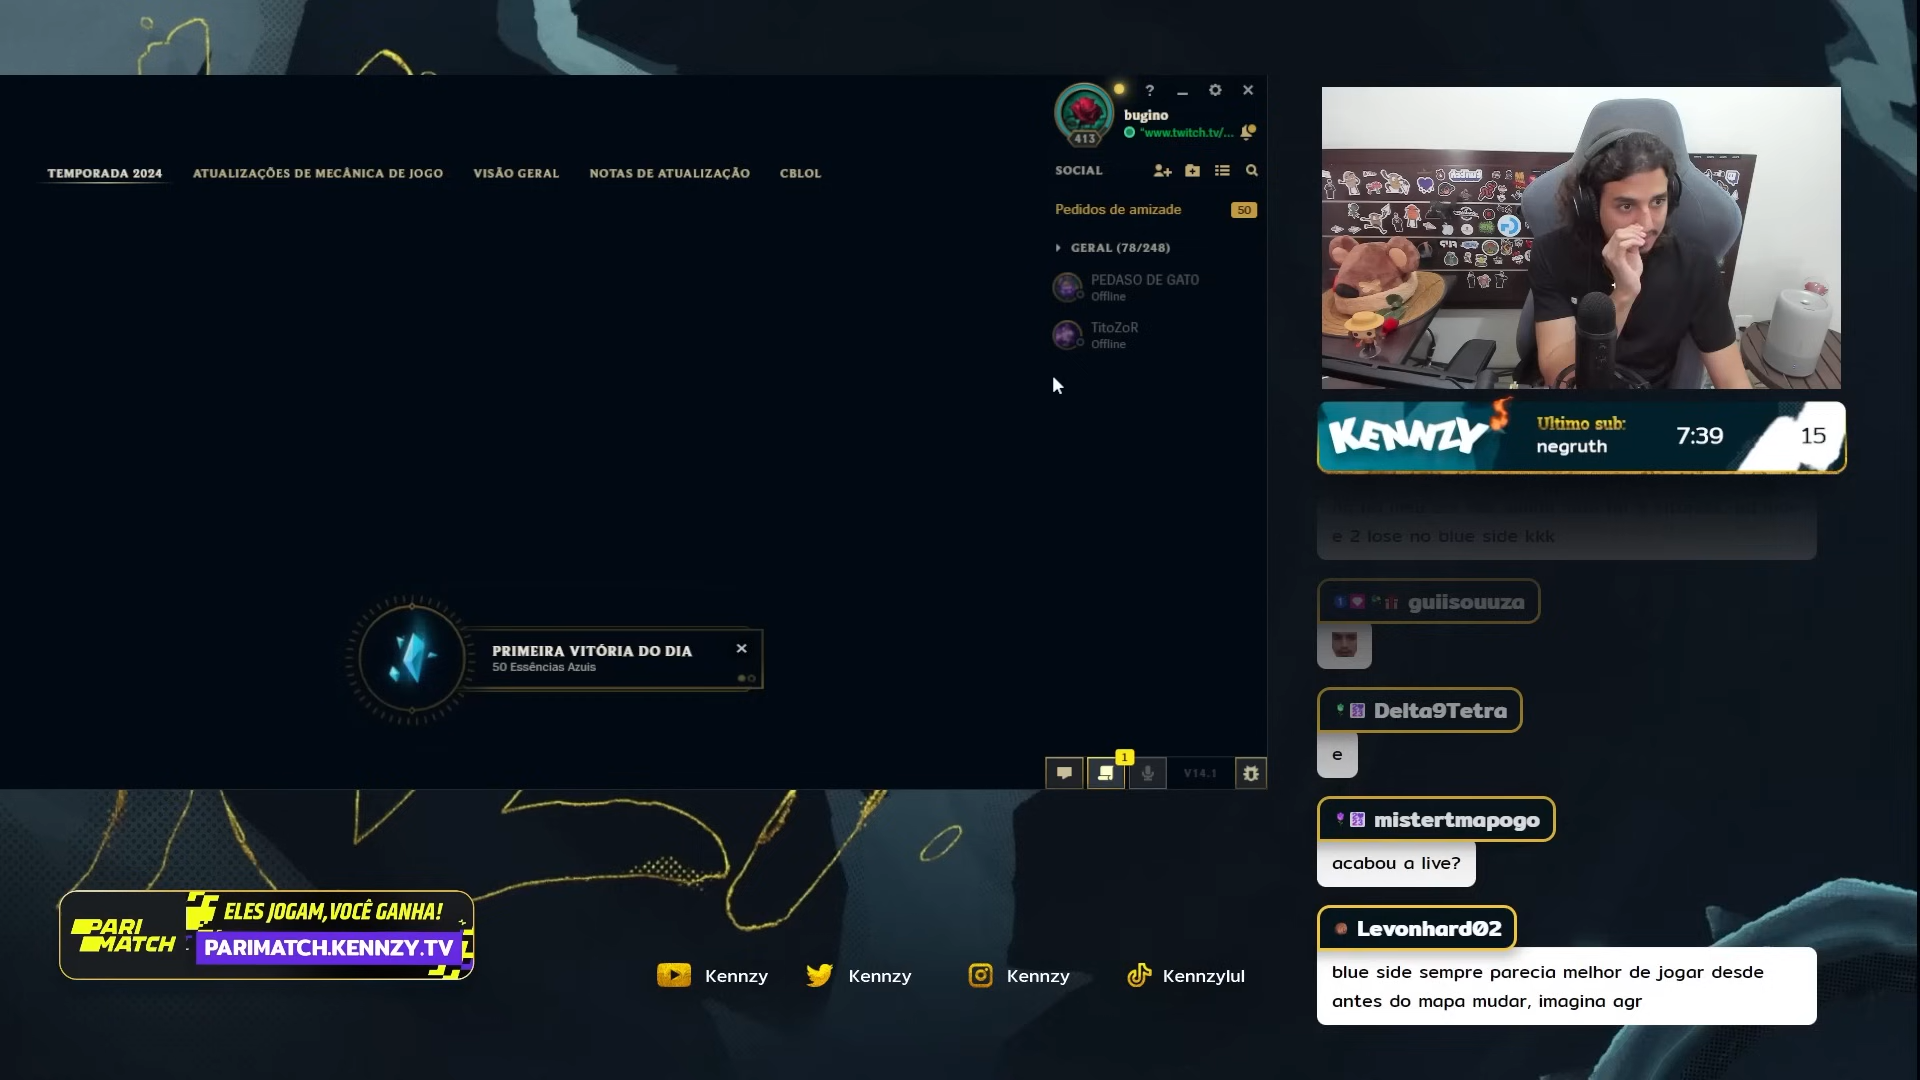 TEMPORADA 2024
ATUALIZAÇÕES DE MECÂNICA DE JOGO
VISÃO GERAL
NOTAS DE ATUALIZAÇÃO
CBLOL
?
413
bugino
"www.twitch.tv/...
SOCIAL
Pedidos de amizade
50
GERAL (78/248)
PEDASO DE GATO
Offline
TitoZoR
Offline
PRIMEIRA VITÓRIA DO DIA
50 Essências Azuis
1
V14.1
KENNZY
Ultimo sub:
negruth
7:39
15
e 2 lose no blue side kkk
guiisouuza
Delta9Tetra
e
mistertmapogo
acabou a live?
Levonhard02
blue side sempre parecia melhor de jogar desde
antes do mapa mudar, imagina agr
PARI
MATCH
ELES JOGAM, VOCÊ GANHA!
PARIMATCH.KENNZY.TV
Kennzy
Kennzy
Kennzy
Kennzylul